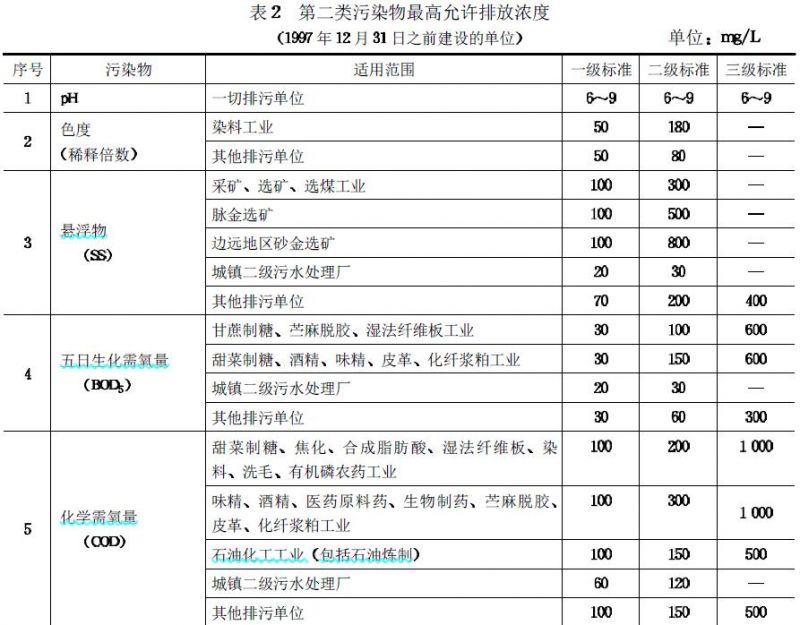 表2 第二类污染物最高允许排放浓度
（1997年12月31日之前建设的单位） 单位：mg/L
序号 污染物 适用范围 一级标准 二级标准 三级标准
1 pH 一切排污单位 6～9 6～9 6～9
2 色度（稀释倍数） 染料工业 50 180 —
其他排污单位 50 80 —
3 悬浮物（SS） 采矿、选矿、选煤工业 100 300 —
脉金选矿 100 500 —
边远地区砂金选矿 100 800 —
城镇二级污水处理厂 20 30 —
其他排污单位 70 200 400
4 五日生化需氧量（BOD₅） 甘蔗制糖、苎麻脱胶、湿法纤维板工业 30 100 600
甜菜制糖、酒精、味精、皮革、化纤浆粕工业 30 150 600
城镇二级污水处理厂 20 30 —
其他排污单位 30 60 300
5 化学需氧量（COD） 甜菜制糖、焦化、合成脂肪酸、湿法纤维板、染 100 200 1 000
料、洗毛、有机磷农药工业
味精、酒精、医药原料药、生物制药、苎麻脱胶、 100 300 1 000
皮革、化纤浆粕工业
石油化工工业（包括石油炼制） 100 150 500
城镇二级污水处理厂 60 120 —
其他排污单位 100 150 500